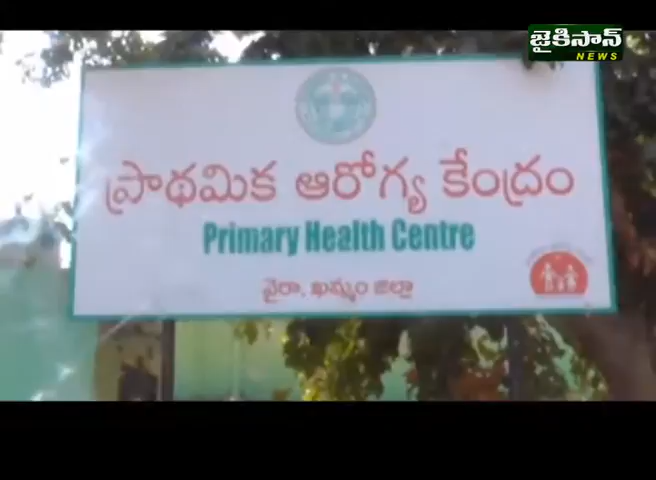 జైకిసాన్
NEWS
ప్రాథమిక ఆరోగ్య కేంద్రం
Primary Health Centre
వైరా, ఖమ్మం జిల్లా